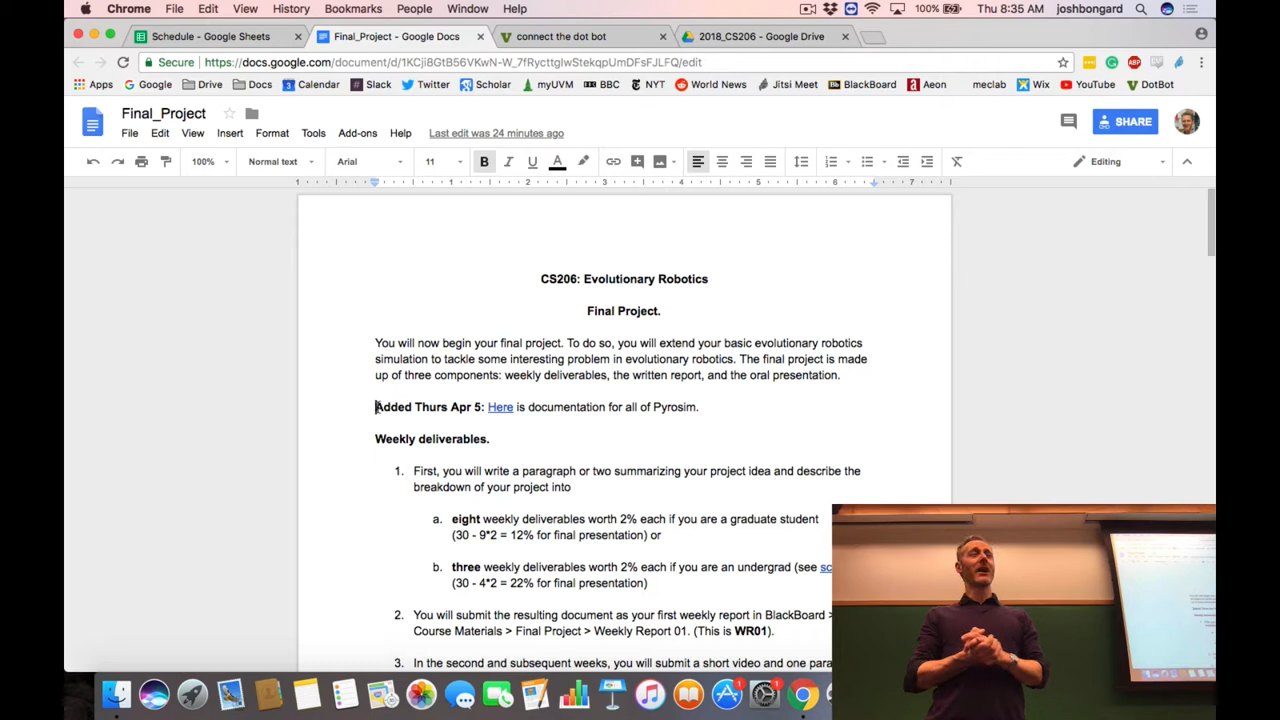 Chrome File Edit View History Bookmarks People Window Help 100% Thu 8:35 AM joshbongard
Schedule - Google Sheets × Final_Project - Google Docs × connect the dot bot × 2018_CS206 - Google Drive ×
Secure https://docs.google.com/document/d/
Apps Google Drive Docs Calendar Slack Twitter Scholar myUVM BBC NYT World News Jitsi Meet BlackBoard Aeon meclab Wix YouTube DotBot
Final_Project
File Edit View Insert Format Tools Add-ons Help Last edit was 24 minutes ago
SHARE
100% Normal text Arial 11 B I U A Editing
1 1 2 3 4 5 6 7
CS206: Evolutionary Robotics
Final Project.
You will now begin your final project. To do so, you will extend your basic evolutionary robotics
simulation to tackle some interesting problem in evolutionary robotics. The final project is made
up of three components: weekly deliverables, the written report, and the oral presentation.
Added Thurs Apr 5: Here is documentation for all of Pyrosim.
Weekly deliverables.
1. First, you will write a paragraph or two summarizing your project idea and describe the
breakdown of your project into
a. eight weekly deliverables worth 2% each if you are a graduate student
(30 - 9*2 = 12% for final presentation) or
b. three weekly deliverables worth 2% each if you are an undergrad (see sc
(30 - 4*2 = 22% for final presentation)
2. You will submit the resulting document as your first weekly report in BlackBoard >
Course Materials > Final Project > Weekly Report 01. (This is WR01).
3. In the second and subsequent weeks, you will submit a short video and one para